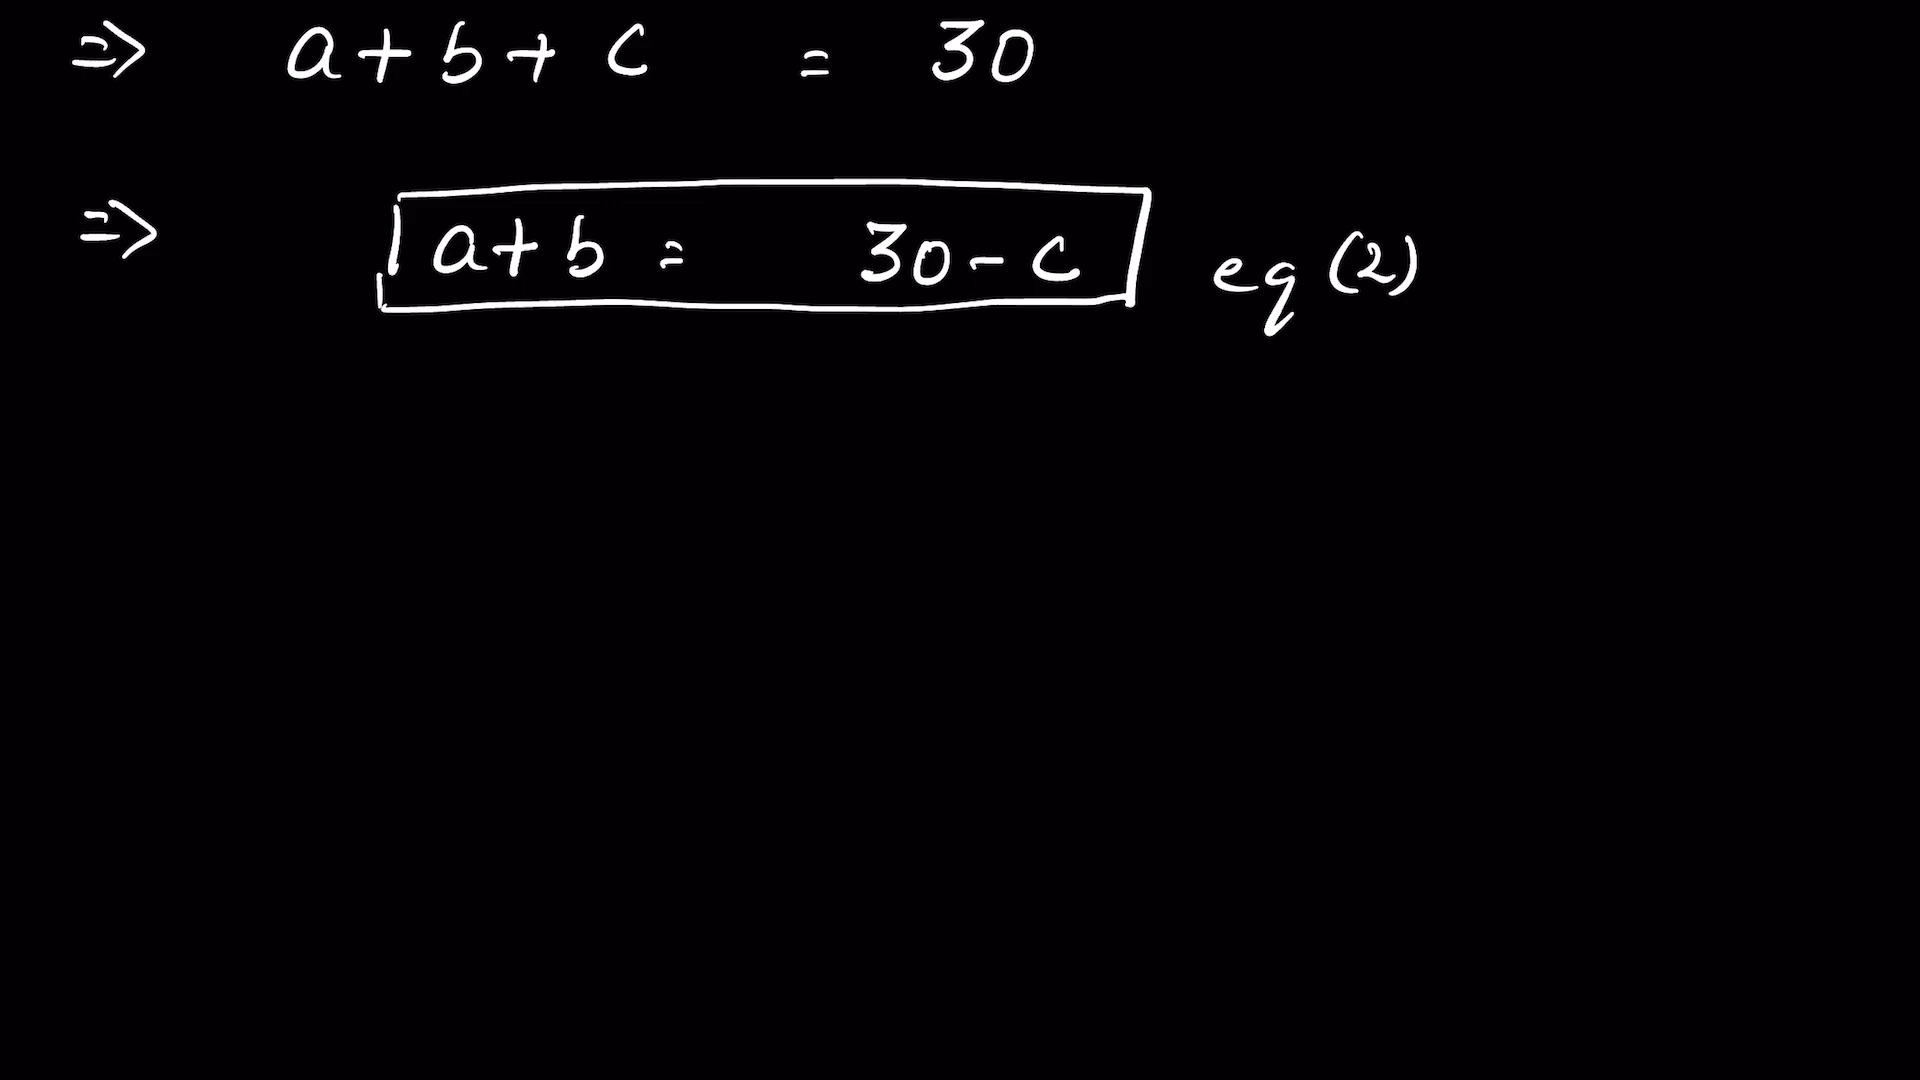 ⇒ a + b + c = 30
⇒ a + b = 30 - c eq (2)